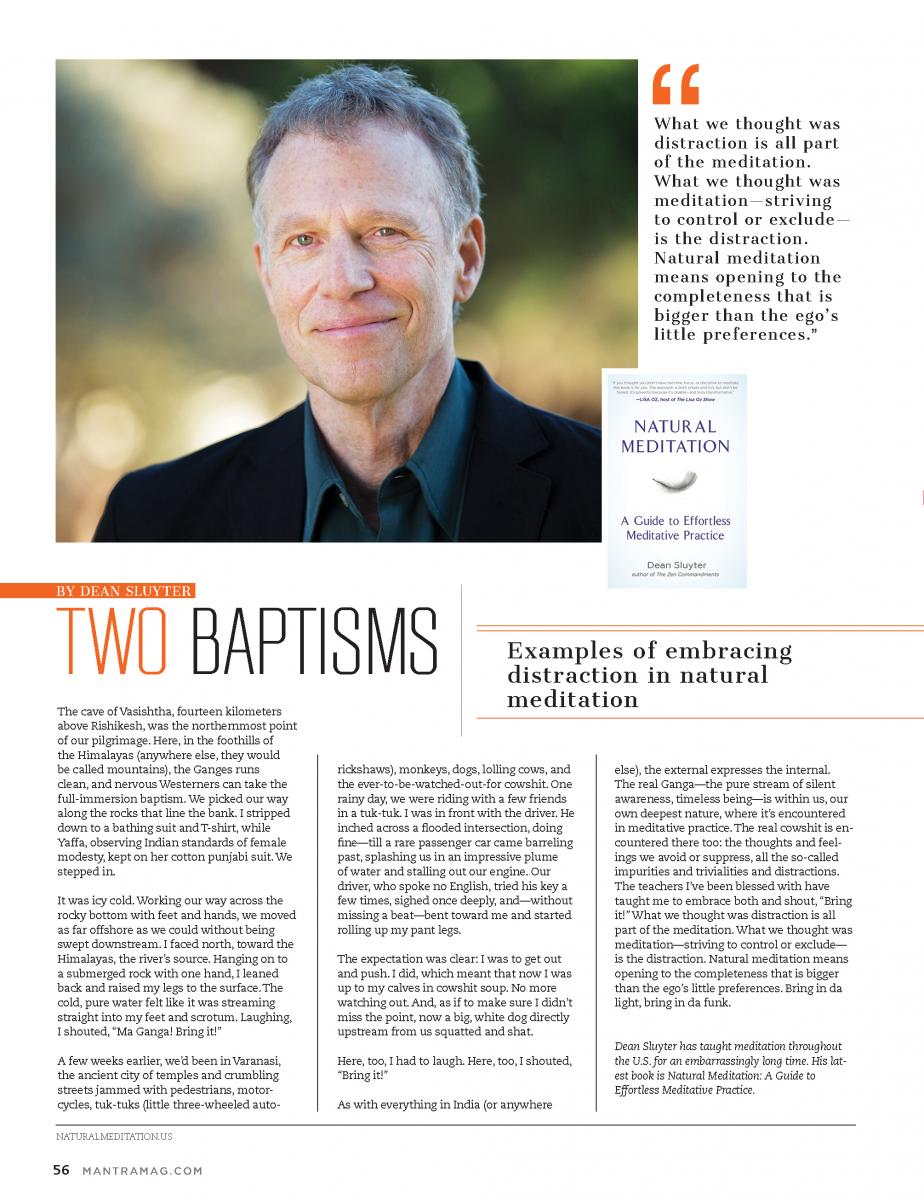 “
What we thought was
distraction is all part
of the meditation.
What we thought was
meditation—striving
to control or exclude—
is the distraction.
Natural meditation
means opening to the
completeness that is
bigger than the ego's
little preferences.”
—LISA OZ, host of The Lisa Oz Show
NATURAL
MEDITATION
A Guide to Effortless
Meditative Practice
Dean Sluyter
author of The Zen Commandments
BY DEAN SLUYTER
TWO BAPTISMS
Examples of embracing
distraction in natural
meditation
The cave of Vasishtha, fourteen kilometers
above Rishikesh, was the northernmost point
of our pilgrimage. Here, in the foothills of
the Himalayas (anywhere else, they would
be called mountains), the Ganges runs
clean, and nervous Westerners can take the
full-immersion baptism. We picked our way
along the rocks that line the bank. I stripped
down to a bathing suit and T-shirt, while
Yaffa, observing Indian standards of female
modesty, kept on her cotton punjabi suit. We
stepped in.
It was icy cold. Working our way across the
rocky bottom with feet and hands, we moved
as far offshore as we could without being
swept downstream. I faced north, toward the
Himalayas, the river's source. Hanging on to
a submerged rock with one hand, I leaned
back and raised my legs to the surface. The
cold, pure water felt like it was streaming
straight into my feet and scrotum. Laughing,
I shouted, “Ma Ganga! Bring it!”
A few weeks earlier, we'd been in Varanasi,
the ancient city of temples and crumbling
streets jammed with pedestrians, motor-
cycles, tuk-tuks (little three-wheeled auto-
rickshaws), monkeys, dogs, lolling cows, and
the ever-to-be-watched-out-for cowshit. One
rainy day, we were riding with a few friends
in a tuk-tuk. I was in front with the driver. He
inched across a flooded intersection, doing
fine—till a rare passenger car came barreling
past, splashing us in an impressive plume
of water and stalling out our engine. Our
driver, who spoke no English, tried his key a
few times, sighed once deeply, and—without
missing a beat—bent toward me and started
rolling up my pant legs.
The expectation was clear: I was to get out
and push. I did, which meant that now I was
up to my calves in cowshit soup. No more
watching out. And, as if to make sure I didn't
miss the point, now a big, white dog directly
upstream from us squatted and shat.
Here, too, I had to laugh. Here, too, I shouted,
“Bring it!”
As with everything in India (or anywhere
else), the external expresses the internal.
The real Ganga—the pure stream of silent
awareness, timeless being—is within us, our
own deepest nature, where it's encountered
in meditative practice. The real cowshit is en-
countered there too: the thoughts and feel-
ings we avoid or suppress, all the so-called
impurities and trivialities and distractions.
The teachers I've been blessed with have
taught me to embrace both and shout, “Bring
it!” What we thought was distraction is all
part of the meditation. What we thought was
meditation—striving to control or exclude—
is the distraction. Natural meditation means
opening to the completeness that is bigger
than the ego's little preferences. Bring in da
light, bring in da funk.
Dean Sluyter has taught meditation throughout
the U.S. for an embarrassingly long time. His lat-
est book is Natural Meditation: A Guide to
Effortless Meditative Practice.
NATURALMEDITATION.US
56 MANTRAMAG.COM